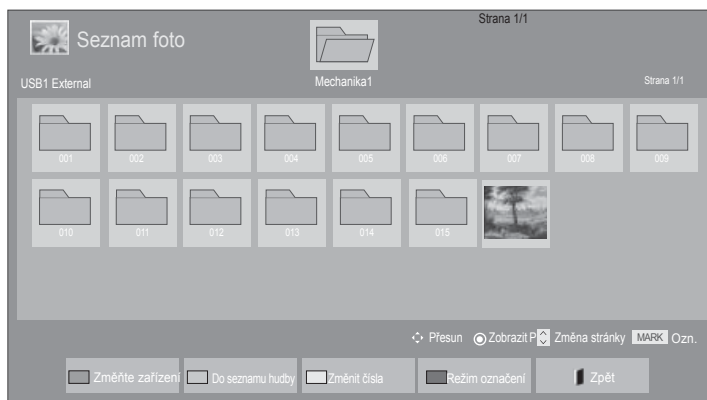 Strana 1/1
Seznam foto
USB1 External
Mechanika1
Strana 1/1
001 002 003 004 005 006 007 008 009
010 011 012 013 014 015
Přesun Zobrazit P Změna stránky MARK Ozn.
Změňte zařízení Do seznamu hudby Změnit čísla Režim označení Zpět